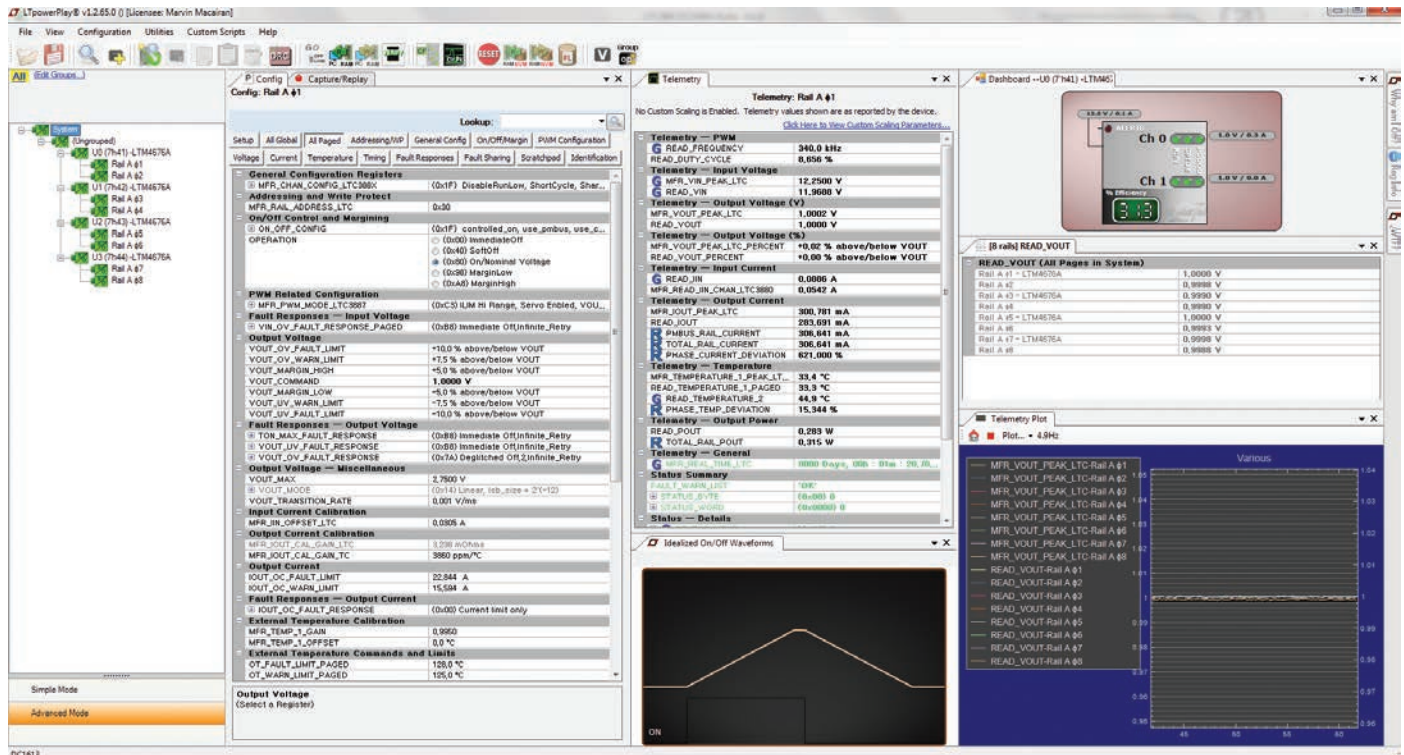 LTpowerPlay® v1.2.65.0 () [Licensee: Marvin Macairan]
File View Configuration Utilities Custom Scripts Help
All (Edit Groups...)
System
(Ungrouped)
U0 (7'h41) -LTM4676A
Rail A ϕ1
Rail A ϕ2
U1 (7'h42) -LTM4676A
Rail A ϕ3
Rail A ϕ4
U2 (7'h43) -LTM4676A
Rail A ϕ5
Rail A ϕ6
U3 (7'h44) -LTM4676A
Rail A ϕ7
Rail A ϕ8
Simple Mode
Advanced Mode
DC1613
Config Capture/Replay
Config: Rail A ϕ1
Lookup:
Setup All Global All Paged Addressing/WP General Config On/Off/Margin PWM Configuration
Voltage Current Temperature Timing Fault Responses Fault Sharing Scratchpad Identification
General Configuration Registers
MFR_CHAN_CONFIG_LTC388X (0x1F) DisableRunLow, ShortCycle, Shar...
Addressing and Write Protect
MFR_RAIL_ADDRESS_LTC 0x80
On/Off Control and Margining
ON_OFF_CONFIG (0x1F) controlled_on, use_pmbus, use_c...
OPERATION (0x00) ImmediateOff
(0x40) SoftOff
(0x80) On/Nominal Voltage
(0x98) MarginLow
(0xA8) MarginHigh
PWM Related Configuration
MFR_PWM_MODE_LTC3887 (0xC5) ILIM Hi Range, Servo Enbled, VOU...
Fault Responses — Input Voltage
VIN_OV_FAULT_RESPONSE_PAGED (0xB8) Immediate Off,Infinite_Retry
Output Voltage
VOUT_OV_FAULT_LIMIT +10,0 % above/below VOUT
VOUT_OV_WARN_LIMIT +7,5 % above/below VOUT
VOUT_MARGIN_HIGH +5,0 % above/below VOUT
VOUT_COMMAND 1,0000 V
VOUT_MARGIN_LOW -5,0 % above/below VOUT
VOUT_UV_WARN_LIMIT -7,5 % above/below VOUT
VOUT_UV_FAULT_LIMIT -10,0 % above/below VOUT
Fault Responses — Output Voltage
TON_MAX_FAULT_RESPONSE (0xB8) Immediate Off,Infinite_Retry
VOUT_UV_FAULT_RESPONSE (0xB8) Immediate Off,Infinite_Retry
VOUT_OV_FAULT_RESPONSE (0x7A) Deglitched Off,2,Infinite_Retry
Output Voltage — Miscellaneous
VOUT_MAX 2,7500 V
VOUT_MODE (0x14) Linear, lsb_size = 2^(-12)
VOUT_TRANSITION_RATE 0,001 V/ms
Input Current Calibration
MFR_IIN_OFFSET_LTC 0,0305 A
Output Current Calibration
MFR_IOUT_CAL_GAIN_LTC
MFR_IOUT_CAL_GAIN_TC 3860 ppm/°C
Output Current
IOUT_OC_FAULT_LIMIT 22,844 A
IOUT_OC_WARN_LIMIT 15,594 A
Fault Responses — Output Current
IOUT_OC_FAULT_RESPONSE (0x00) Current limit only
External Temperature Calibration
MFR_TEMP_1_GAIN 0,9950
MFR_TEMP_1_OFFSET 0,0 °C
External Temperature Commands and Limits
OT_FAULT_LIMIT_PAGED 128,0 °C
OT_WARN_LIMIT_PAGED 125,0 °C
Output Voltage
(Select a Register)
Telemetry
Telemetry: Rail A ϕ1
No Custom Scaling is Enabled. Telemetry values shown are as reported by the device.
Click Here to View Custom Scaling Parameters...
Telemetry — PWM
READ_FREQUENCY 340,0 kHz
READ_DUTY_CYCLE 8,656 %
Telemetry — Input Voltage
MFR_VIN_PEAK_LTC 12,2500 V
READ_VIN 11,9688 V
Telemetry — Output Voltage (V)
MFR_VOUT_PEAK_LTC 1,0002 V
READ_VOUT 1,0000 V
Telemetry — Output Voltage (%)
MFR_VOUT_PEAK_LTC_PERCENT +0,02 % above/below VOUT
READ_VOUT_PERCENT +0,00 % above/below VOUT
Telemetry — Input Current
READ_IIN 0,0086 A
MFR_READ_IIN_CHAN_LTC3880 0,0542 A
Telemetry — Output Current
MFR_IOUT_PEAK_LTC 300,781 mA
READ_IOUT 283,691 mA
PMBUS_RAIL_CURRENT 306,641 mA
TOTAL_RAIL_CURRENT 306,641 mA
PHASE_CURRENT_DEVIATION 621,000 %
Telemetry — Temperature
MFR_TEMPERATURE_1_PEAK_LT... 33,4 °C
READ_TEMPERATURE_1_PAGED 33,3 °C
READ_TEMPERATURE_2 44,9 °C
PHASE_TEMP_DEVIATION 15,344 %
Telemetry — Output Power
READ_POUT 0,283 W
TOTAL_RAIL_POUT 0,315 W
Telemetry — General
MFR_REAL_TIME_LTC
Status Summary
FAULT_WARN_LIST "OK"
STATUS_BYTE (0x00) 0
STATUS_WORD (0x0000) 0
Status — Details
Idealized On/Off Waveforms
ON
Dashboard --U0 (7'h41) -LTM467
Ch 0
1.0 V / 0.3 A
Ch 1
1.0 V / 0.0 A
% Efficiency
[8 rails] READ_VOUT
READ_VOUT (All Pages in System)
Rail A ϕ1 - LTM4676A 1,0000 V
Rail A ϕ2 0,9998 V
Rail A ϕ3 - LTM4676A 0,9990 V
Rail A ϕ4 0,9990 V
Rail A ϕ5 - LTM4676A 1,0000 V
Rail A ϕ6 0,9993 V
Rail A ϕ7 - LTM4676A 0,9998 V
Rail A ϕ8 0,9988 V
Telemetry Plot
Plot... • 4.9Hz
Various
MFR_VOUT_PEAK_LTC-Rail A ϕ1
MFR_VOUT_PEAK_LTC-Rail A ϕ2
MFR_VOUT_PEAK_LTC-Rail A ϕ3
MFR_VOUT_PEAK_LTC-Rail A ϕ4
MFR_VOUT_PEAK_LTC-Rail A ϕ5
MFR_VOUT_PEAK_LTC-Rail A ϕ6
MFR_VOUT_PEAK_LTC-Rail A ϕ7
MFR_VOUT_PEAK_LTC-Rail A ϕ8
READ_VOUT-Rail A ϕ1
READ_VOUT-Rail A ϕ2
READ_VOUT-Rail A ϕ3
READ_VOUT-Rail A ϕ4
READ_VOUT-Rail A ϕ5
READ_VOUT-Rail A ϕ6
READ_VOUT-Rail A ϕ7
READ_VOUT-Rail A ϕ8
1.04
1.03
1.02
1.01
1
0.99
0.98
0.97
0.96